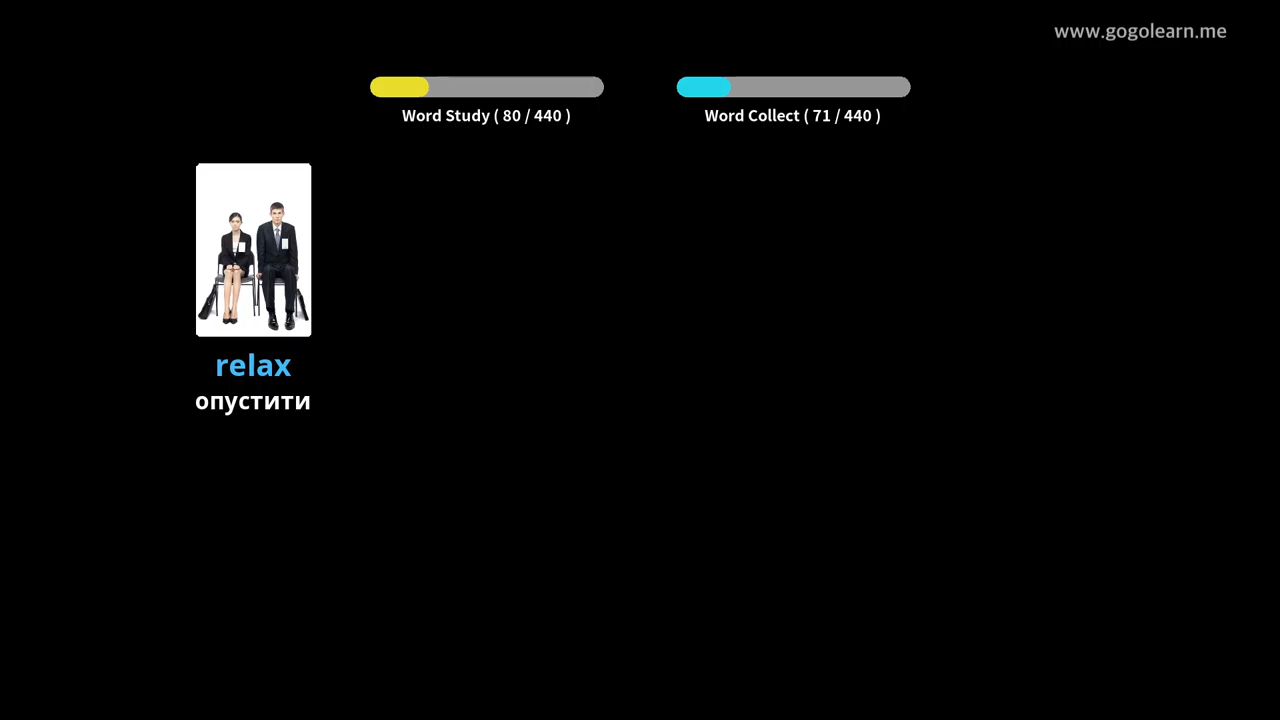 www.gogolearn.me
Word Study ( 80 / 440 )
Word Collect ( 71 / 440 )
relax
опустити